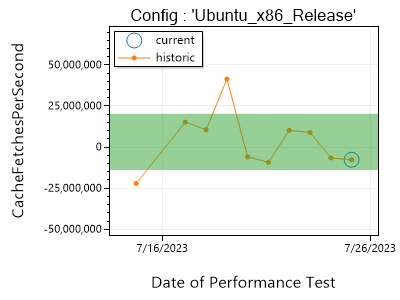 Config : 'Ubuntu_x86_Release'
current
historic
CacheFetchesPerSecond
50,000,000
25,000,000
0
-25,000,000
-50,000,000
7/16/2023
7/26/2023
Date of Performance Test